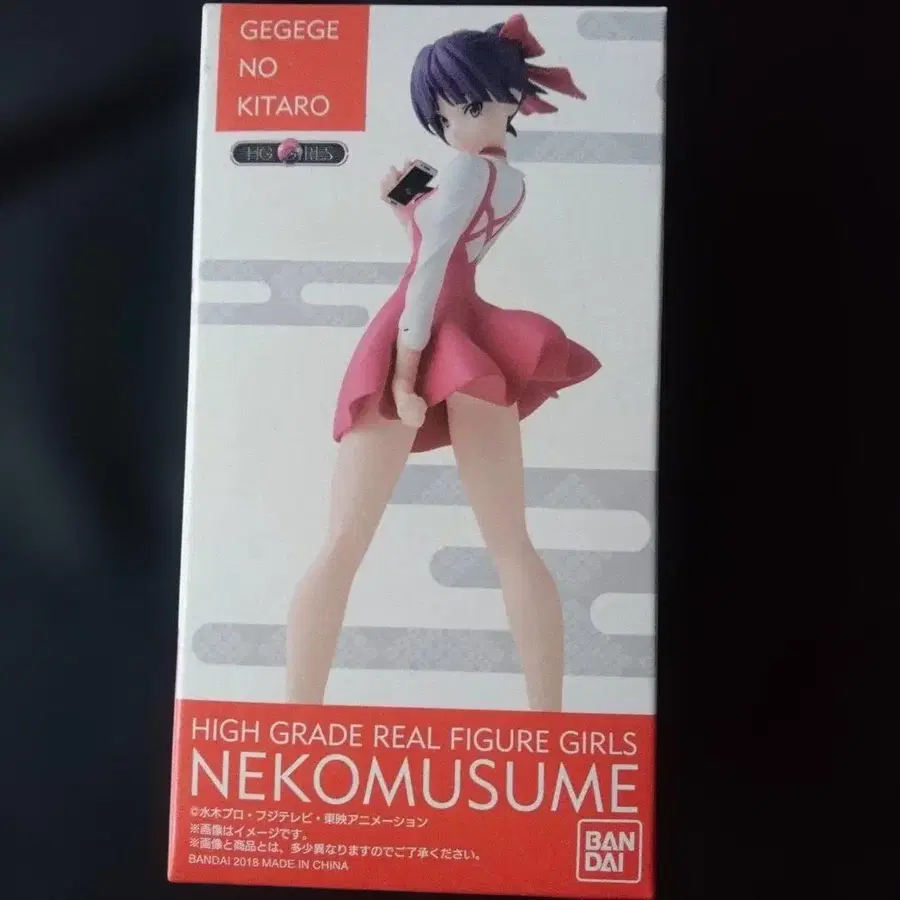 GEGEGE
NO
KITARO
HG GIRLS
HIGH GRADE REAL FIGURE GIRLS
NEKOMUSUME
©水木プロ・フジテレビ・東映アニメーション
※画像はイメージです。
※画像と商品とは、多少異なりますのでご了承ください。
BANDAI 2018 MADE IN CHINA
BAN
DAI